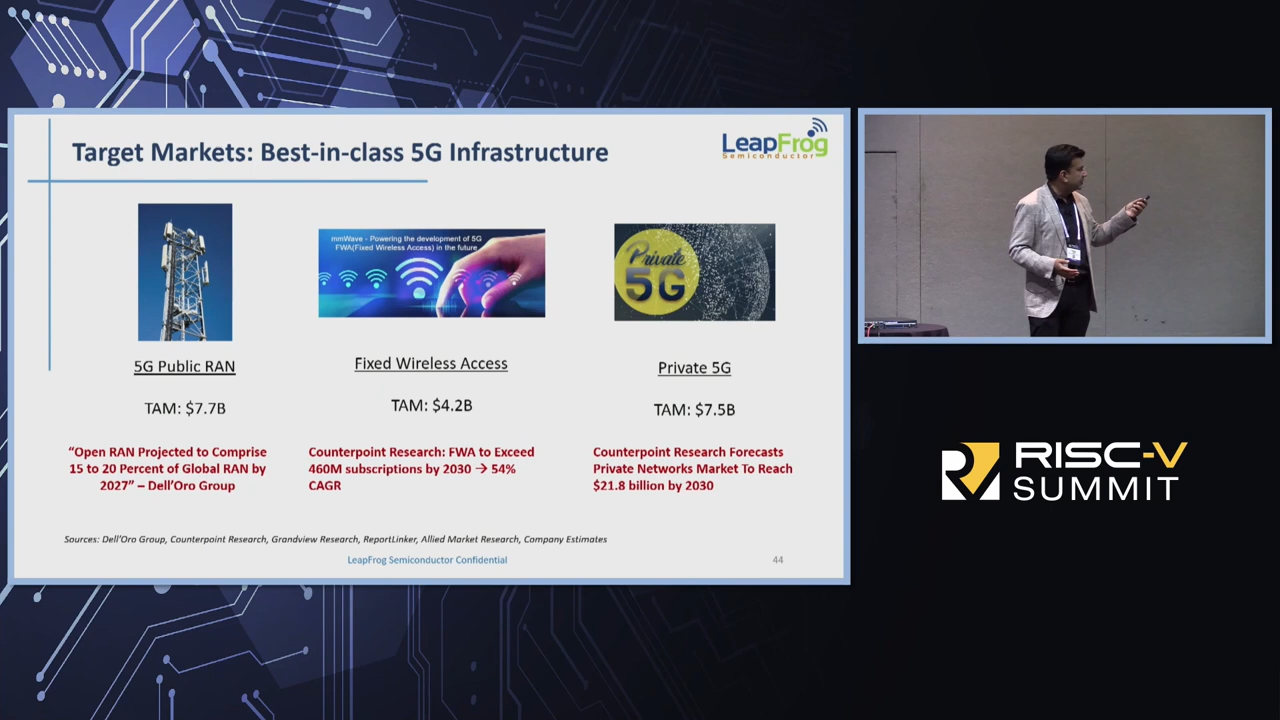 Target Markets: Best-in-class 5G Infrastructure
LeapFrog
Semiconductor
mmWave - Powering the development of 5G
FWA(Fixed Wireless Access) in the future
Private
5G
5G Public RAN
TAM: $7.7B
“Open RAN Projected to Comprise
15 to 20 Percent of Global RAN by
2027” – Dell’Oro Group
Fixed Wireless Access
TAM: $4.2B
Counterpoint Research: FWA to Exceed
460M subscriptions by 2030 → 54%
CAGR
Private 5G
TAM: $7.5B
Counterpoint Research Forecasts
Private Networks Market To Reach
$21.8 billion by 2030
Sources: Dell'Oro Group, Counterpoint Research, Grandview Research, ReportLinker, Allied Market Research, Company Estimates
LeapFrog Semiconductor Confidential
44
RISC-V
SUMMIT